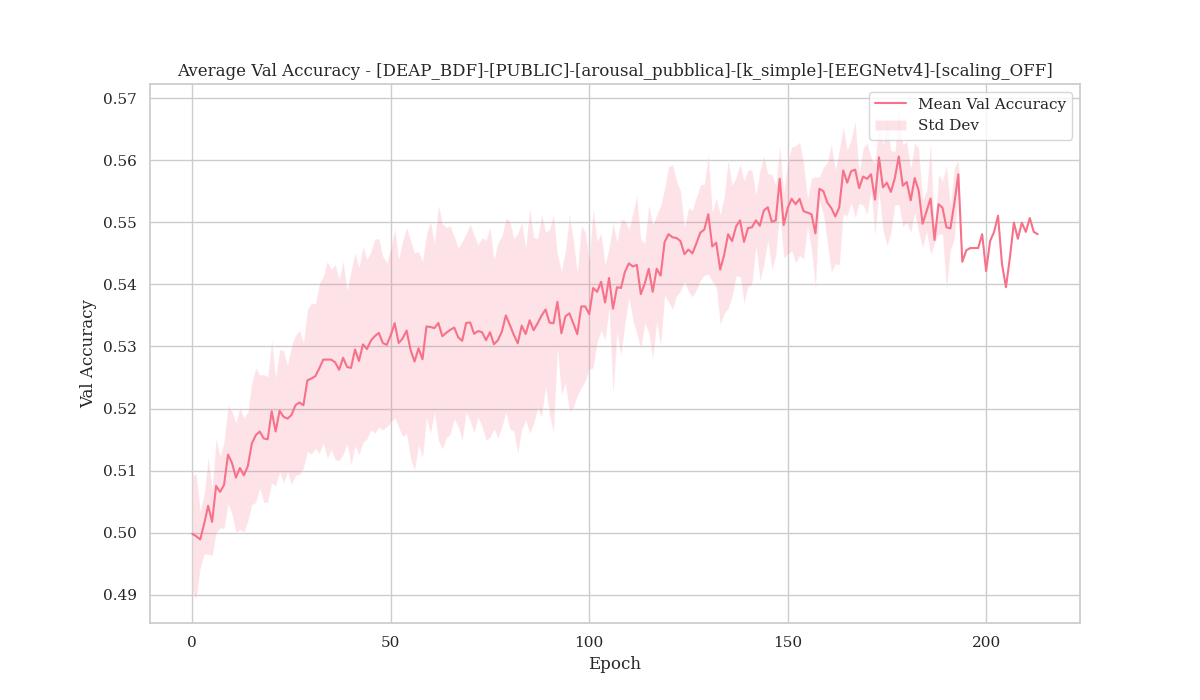 Average Val Accuracy - [DEAP_BDF]-[PUBLIC]-[arousal_pubblica]-[k_simple]-[EEGNetv4]-[scaling_OFF]
Mean Val Accuracy
Std Dev
0.57
0.56
0.55
0.54
0.53
0.52
0.51
0.50
0.49
Val Accuracy
0
50
100
150
200
Epoch